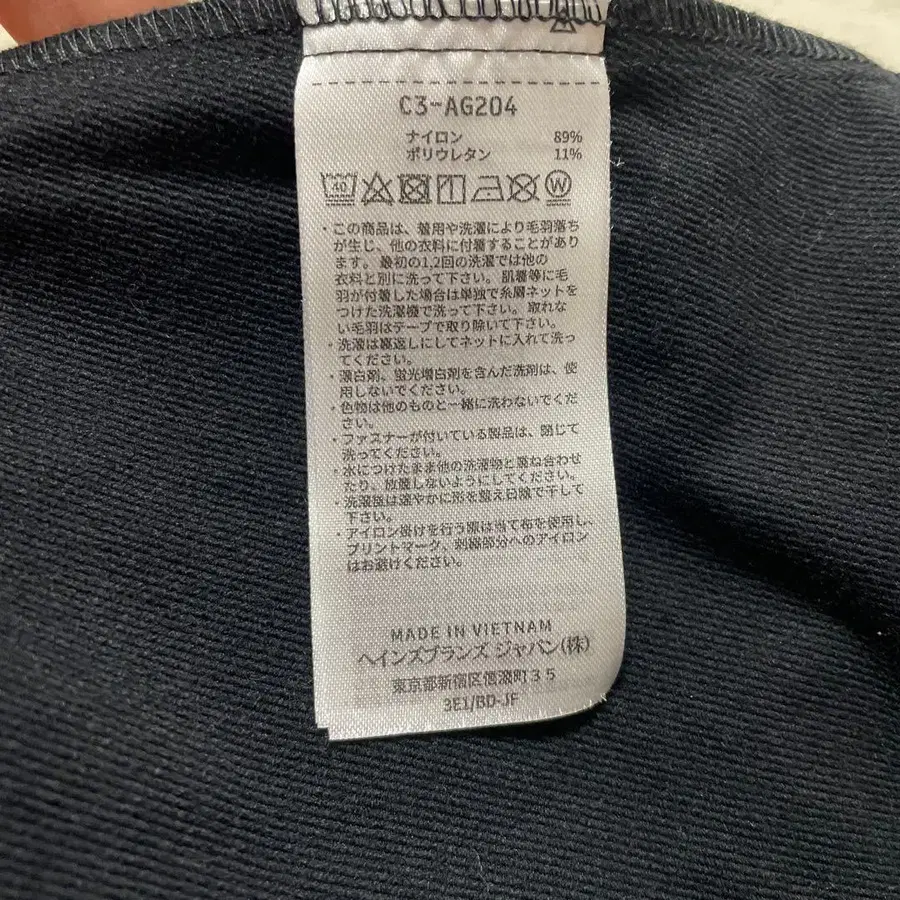 C3-AG204
ナイロン 89%
ポリウレタン 11%
40 W
・この商品は、着用や洗濯により毛羽落ち
が生じ、他の衣料に付着することがあり
ます。最初の1,2回の洗濯では他の
衣料と別に洗って下さい。肌着等に毛
羽が付着した場合は単独で糸屑ネットを
つけた洗濯機で洗って下さい。取れな
い毛羽はテープで取り除いて下さい。
・洗濯は裏返しにしてネットに入れて洗っ
てください。
・漂白剤、蛍光増白剤を含んだ洗剤は、使
用しないでください。
・色物は他のものと一緒に洗わないでくだ
さい。
・ファスナーが付いている製品は、閉じて
洗ってください。
・水につけたまま他の洗濯物と重ね合わせ
たり、放置しないようにしてください。
・洗濯後は速やかに形を整え日陰で干して
下さい。
・アイロン掛けを行う際は当て布を使用し、
プリントマーク、刺繍部分へのアイロン
はお避けください。
MADE IN VIETNAM
ヘインズブランズ ジャパン(株)
東京都新宿区信濃町35
3E1/BD-JF